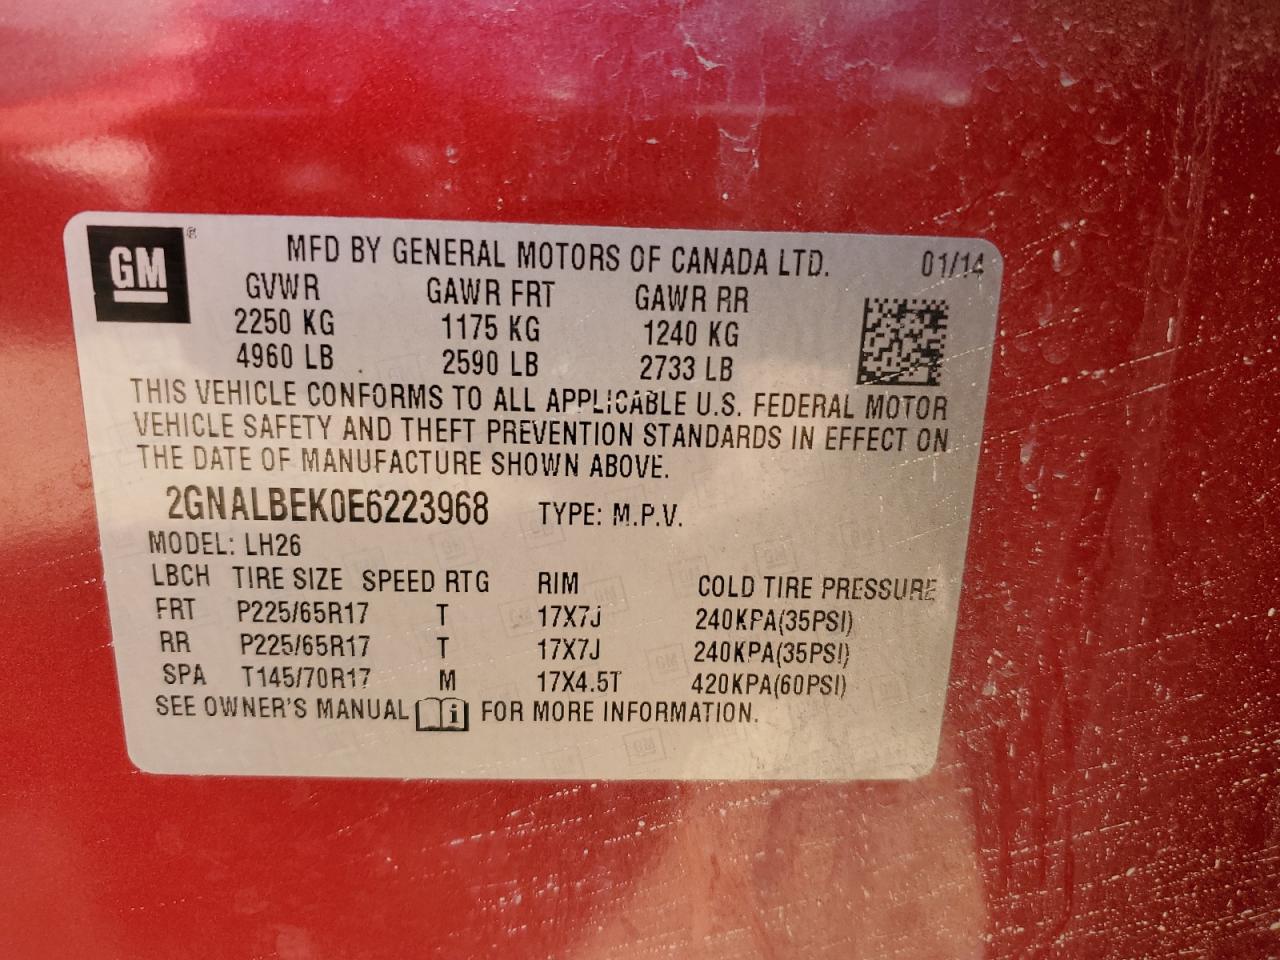 GM® MFD BY GENERAL MOTORS OF CANADA LTD. 01/14
GVWR GAWR FRT GAWR RR
2250 KG 1175 KG 1240 KG
4960 LB 2590 LB 2733 LB
THIS VEHICLE CONFORMS TO ALL APPLICABLE U.S. FEDERAL MOTOR
VEHICLE SAFETY AND THEFT PREVENTION STANDARDS IN EFFECT ON
THE DATE OF MANUFACTURE SHOWN ABOVE.
2GNALBEK0E6223968 TYPE: M.P.V.
MODEL: LH26
LBCH TIRE SIZE SPEED RTG RIM COLD TIRE PRESSURE
FRT P225/65R17 T 17X7J 240KPA(35PSI)
RR P225/65R17 T 17X7J 240KPA(35PSI)
SPA T145/70R17 M 17X4.5T 420KPA(60PSI)
SEE OWNER'S MANUAL i FOR MORE INFORMATION.